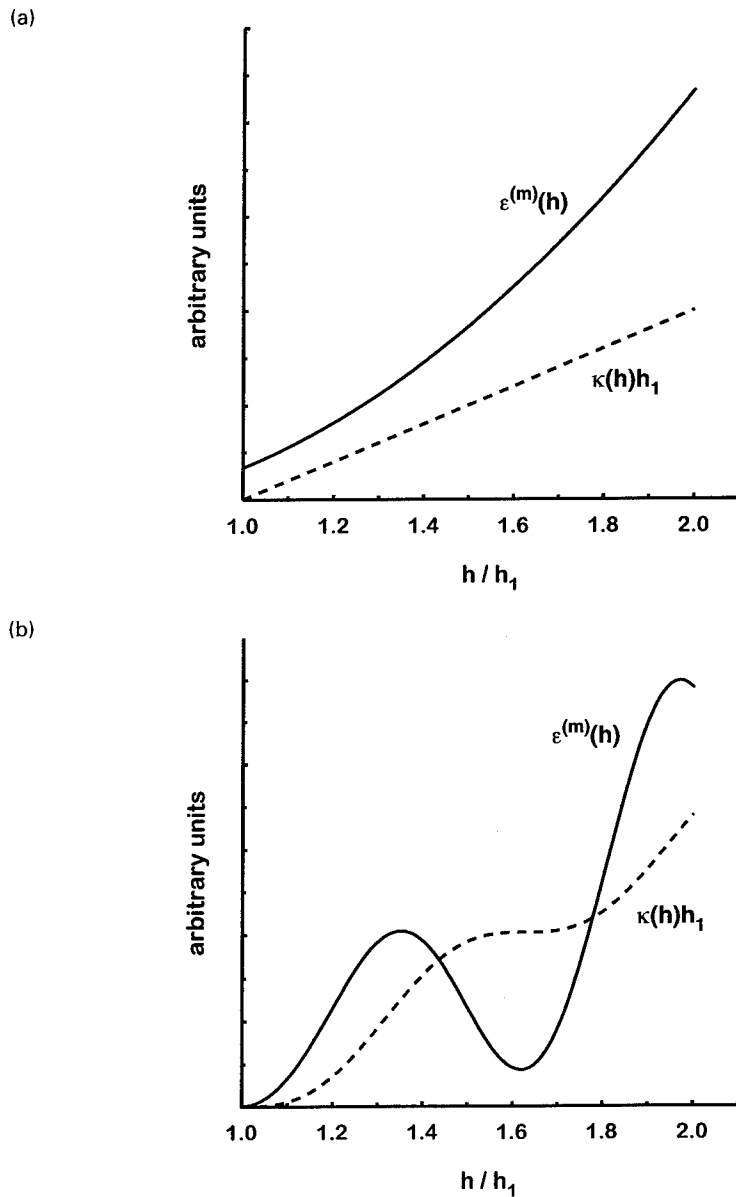 (a)
arbitrary units
ε(m)(h)
κ(h)h1
1.0 1.2 1.4 1.6 1.8 2.0
h / h1
(b)
arbitrary units
ε(m)(h)
κ(h)h1
1.0 1.2 1.4 1.6 1.8 2.0
h / h1